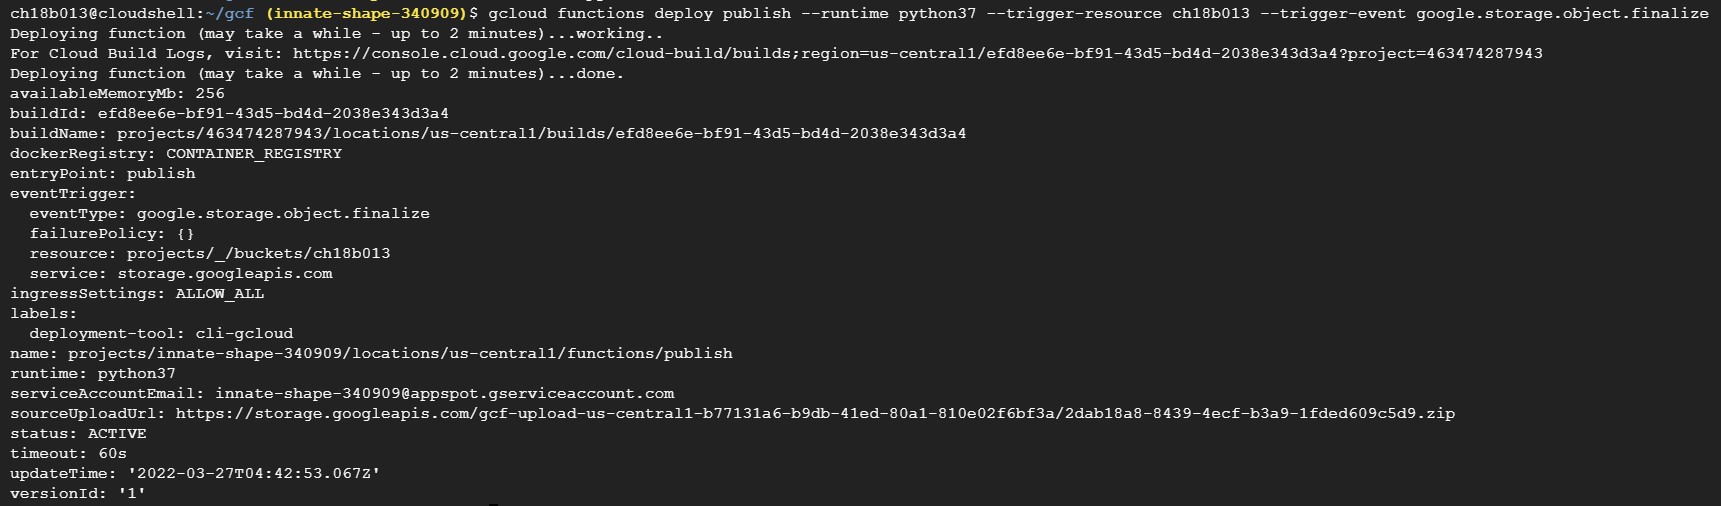 ch18b013@cloudshell:~/gcf (innate-shape-340909)$ gcloud functions deploy publish --runtime python37 --trigger-resource ch18b013 --trigger-event google.storage.object.finalize
Deploying function (may take a while - up to 2 minutes)...working..
For Cloud Build Logs, visit: https://console.cloud.google.com/cloud-build/builds;region=us-central1/efd8ee6e-bf91-43d5-bd4d-2038e343d3a4?project=463474287943
Deploying function (may take a while - up to 2 minutes)...done.
availableMemoryMb: 256
buildId: efd8ee6e-bf91-43d5-bd4d-2038e343d3a4
buildName: projects/463474287943/locations/us-central1/builds/efd8ee6e-bf91-43d5-bd4d-2038e343d3a4
dockerRegistry: CONTAINER_REGISTRY
entryPoint: publish
eventTrigger:
  eventType: google.storage.object.finalize
  failurePolicy: {}
  resource: projects/_/buckets/ch18b013
  service: storage.googleapis.com
ingressSettings: ALLOW_ALL
labels:
  deployment-tool: cli-gcloud
name: projects/innate-shape-340909/locations/us-central1/functions/publish
runtime: python37
serviceAccountEmail: innate-shape-340909@appspot.gserviceaccount.com
sourceUploadUrl: https://storage.googleapis.com/gcf-upload-us-central1-b77131a6-b9db-41ed-80a1-810e02f6bf3a/2dab18a8-8439-4ecf-b3a9-1fded609c5d9.zip
status: ACTIVE
timeout: 60s
updateTime: '2022-03-27T04:42:53.067Z'
versionId: '1'